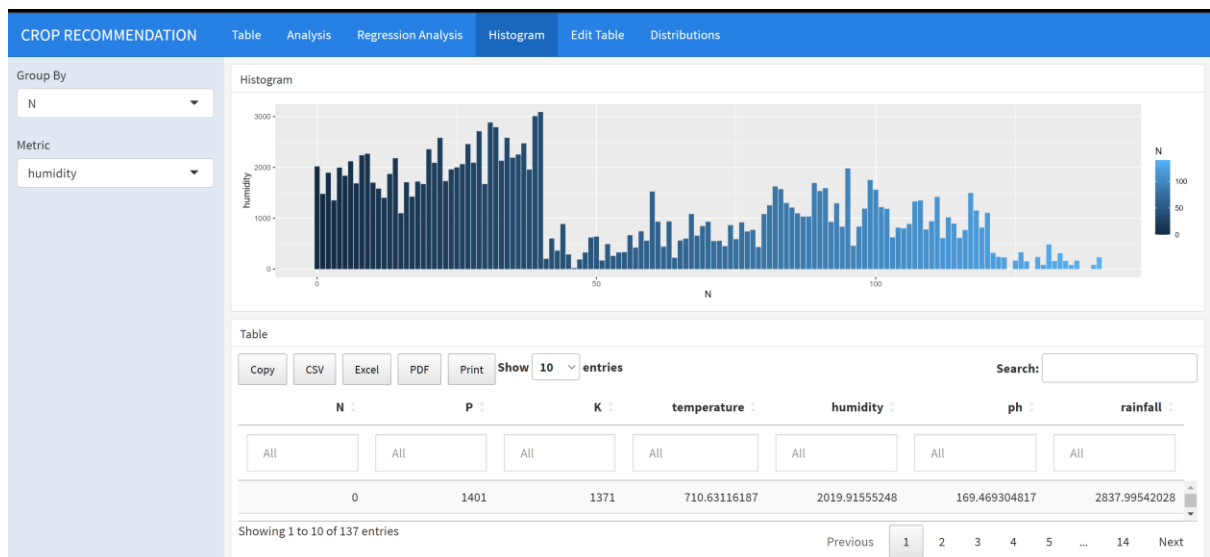 CROP RECOMMENDATION Table Analysis Regression Analysis Histogram Edit Table Distributions
Group By
N
Metric
humidity
Histogram
3000
2000
1000
0
humidity
0 50 100
N
N
100
50
0
Table
Copy CSV Excel PDF Print Show 10 entries Search:
N P K temperature humidity ph rainfall
All All All All All All All
0 1401 1371 710.63116187 2019.91555248 169.469304817 2837.99542028
Showing 1 to 10 of 137 entries
Previous 1 2 3 4 5 ... 14 Next